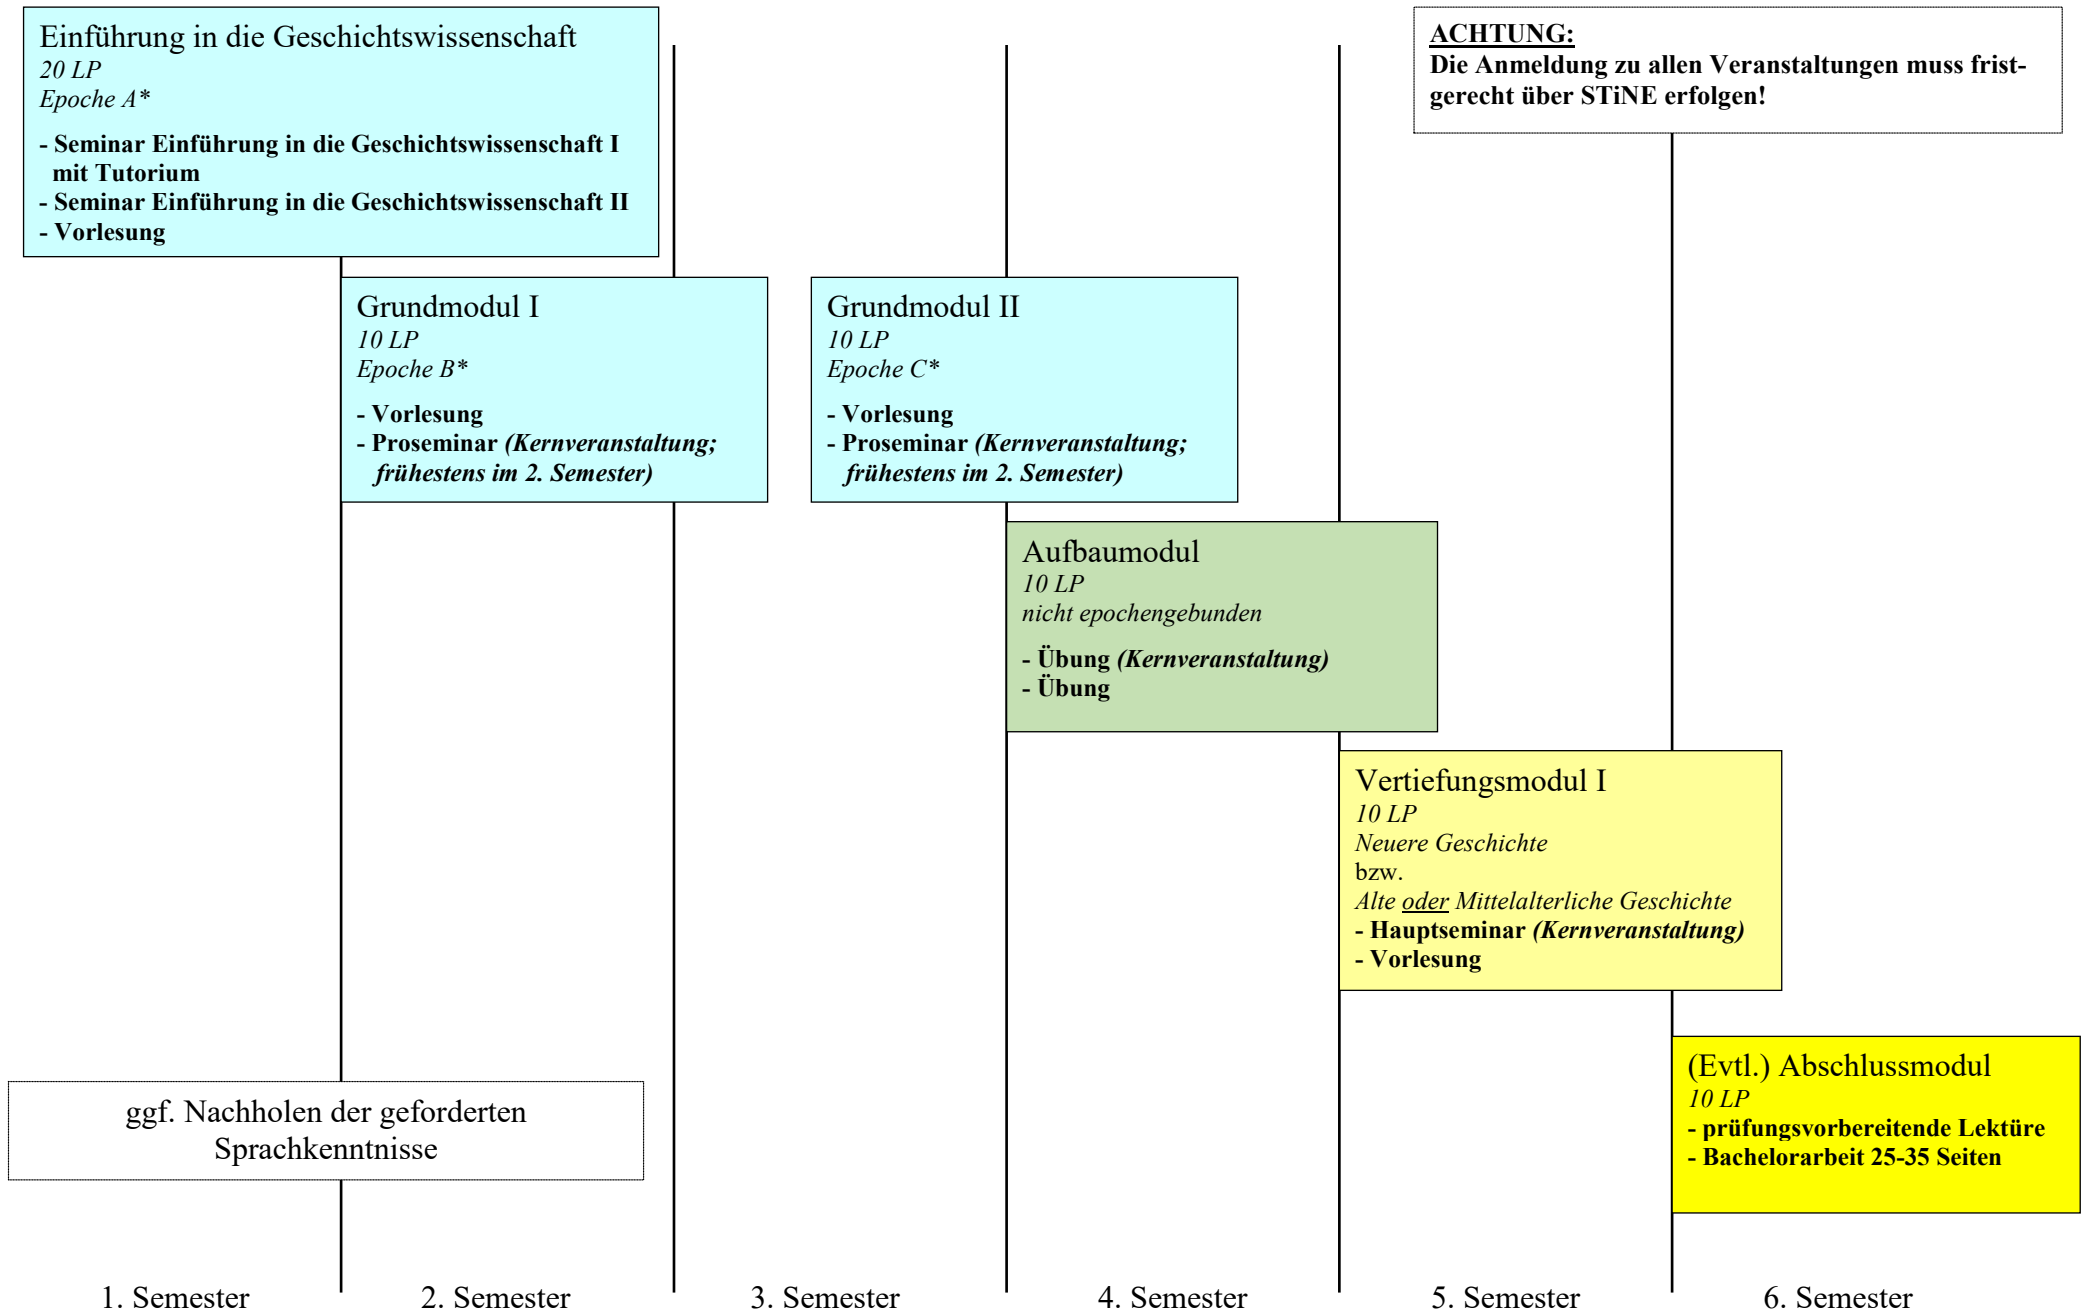 Einführung in die Geschichtswissenschaft
20 LP
Epoche A*
- Seminar Einführung in die Geschichtswissenschaft I
mit Tutorium
- Seminar Einführung in die Geschichtswissenschaft II
- Vorlesung
ACHTUNG:
Die Anmeldung zu allen Veranstaltungen muss frist-
gerecht über STiNE erfolgen!
Grundmodul I
10 LP
Epoche B*
- Vorlesung
- Proseminar (Kernveranstaltung;
frühestens im 2. Semester)
Grundmodul II
10 LP
Epoche C*
- Vorlesung
- Proseminar (Kernveranstaltung;
frühestens im 2. Semester)
Aufbaumodul
10 LP
nicht epochengebunden
- Übung (Kernveranstaltung)
- Übung
Vertiefungsmodul I
10 LP
Neuere Geschichte
bzw.
Alte oder Mittelalterliche Geschichte
- Hauptseminar (Kernveranstaltung)
- Vorlesung
(Evtl.) Abschlussmodul
10 LP
- prüfungsvorbereitende Lektüre
- Bachelorarbeit 25-35 Seiten
ggf. Nachholen der geforderten
Sprachkenntnisse
1. Semester
2. Semester
3. Semester
4. Semester
5. Semester
6. Semester